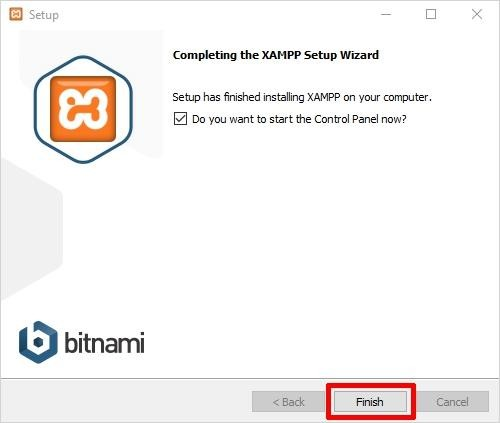 Setup
Completing the XAMPP Setup Wizard
Setup has finished installing XAMPP on your computer.
Do you want to start the Control Panel now?
bitnami
< Back
Finish
Cancel